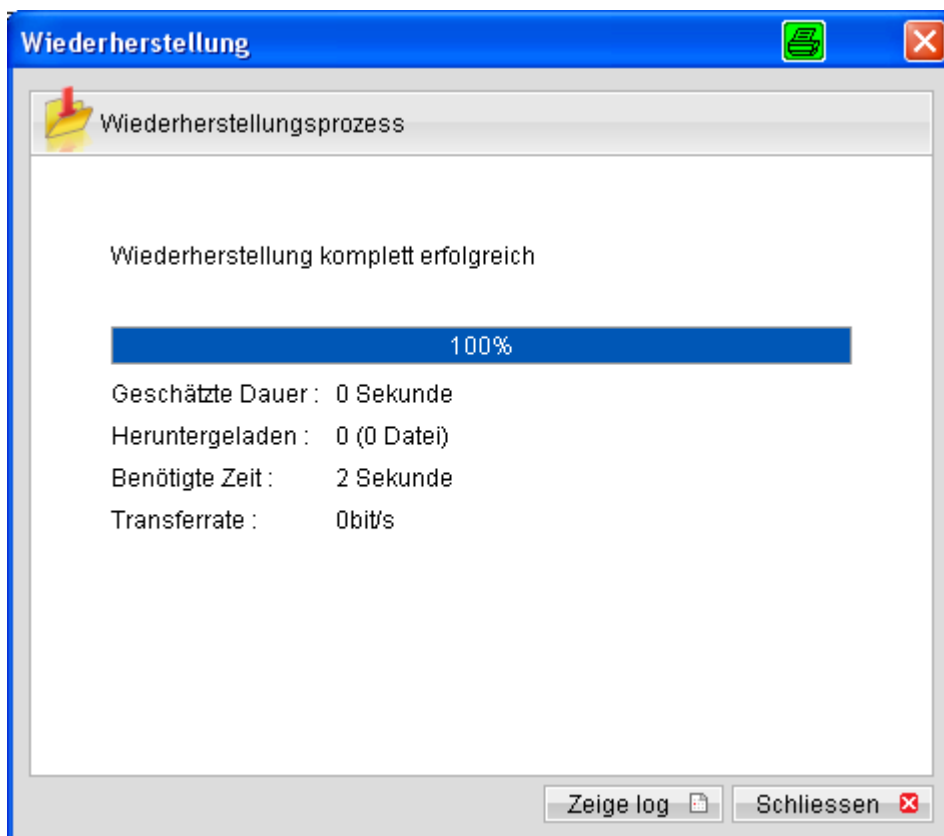 Wiederherstellung
Wiederherstellungsprozess
Wiederherstellung komplett erfolgreich
100%
Geschätzte Dauer : 0 Sekunde
Heruntergeladen : 0 (0 Datei)
Benötigte Zeit : 2 Sekunde
Transferrate : 0bit/s
Zeige log Schliessen